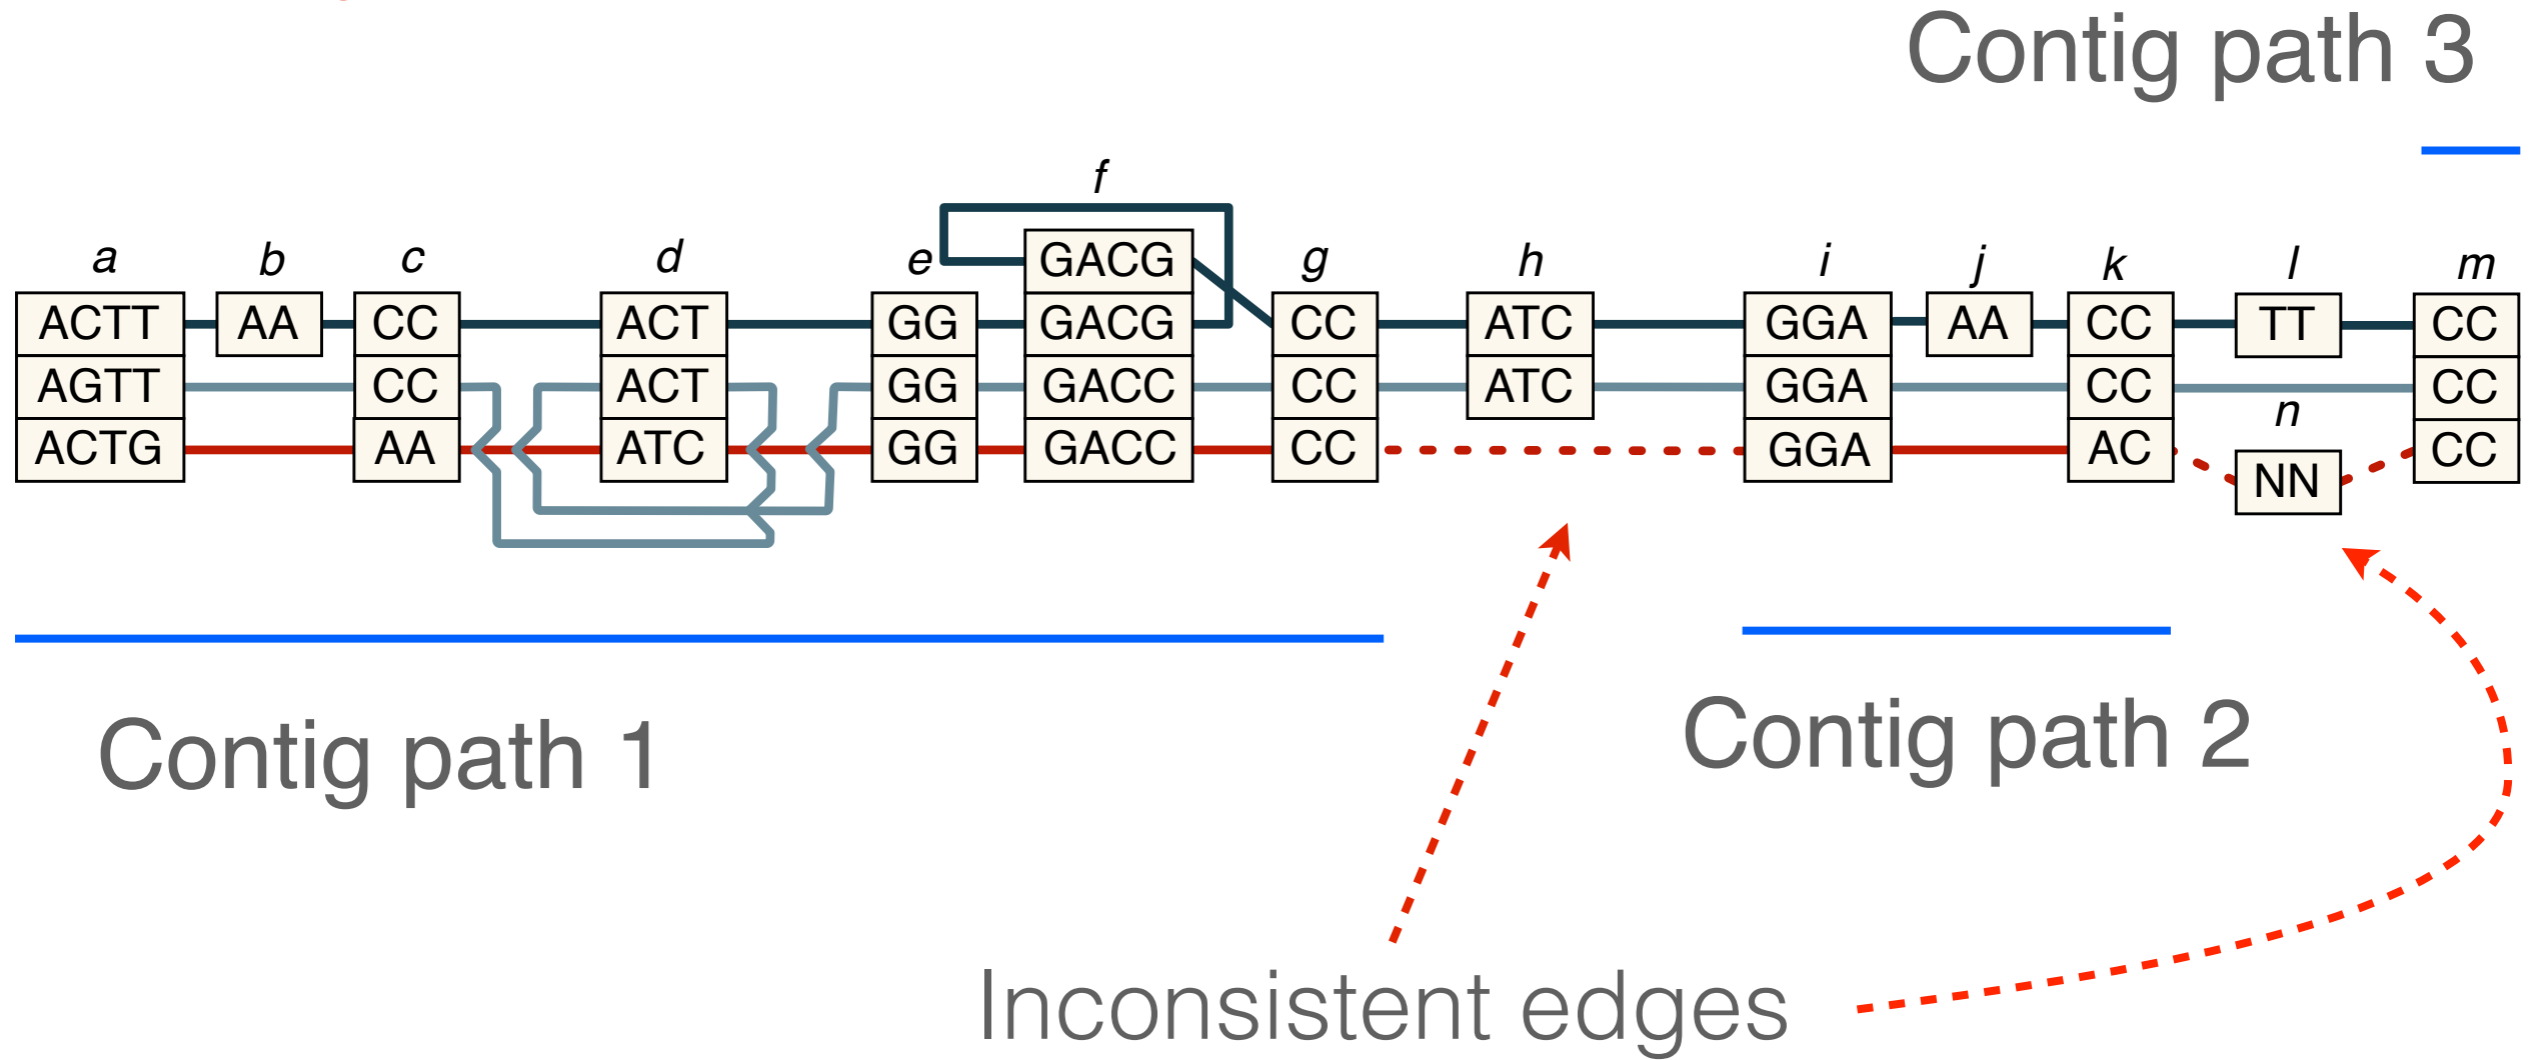 Contig path 3
f
a b c d e g h i j k l m
GACG
ACTT AA CC ACT GG GACG CC ATC GGA AA CC TT CC
AGTT CC ACT GG GACC CC ATC GGA CC CC
n
ACTG AA ATC GG GACC CC GGA AC CC
NN
Contig path 1
Contig path 2
Inconsistent edges